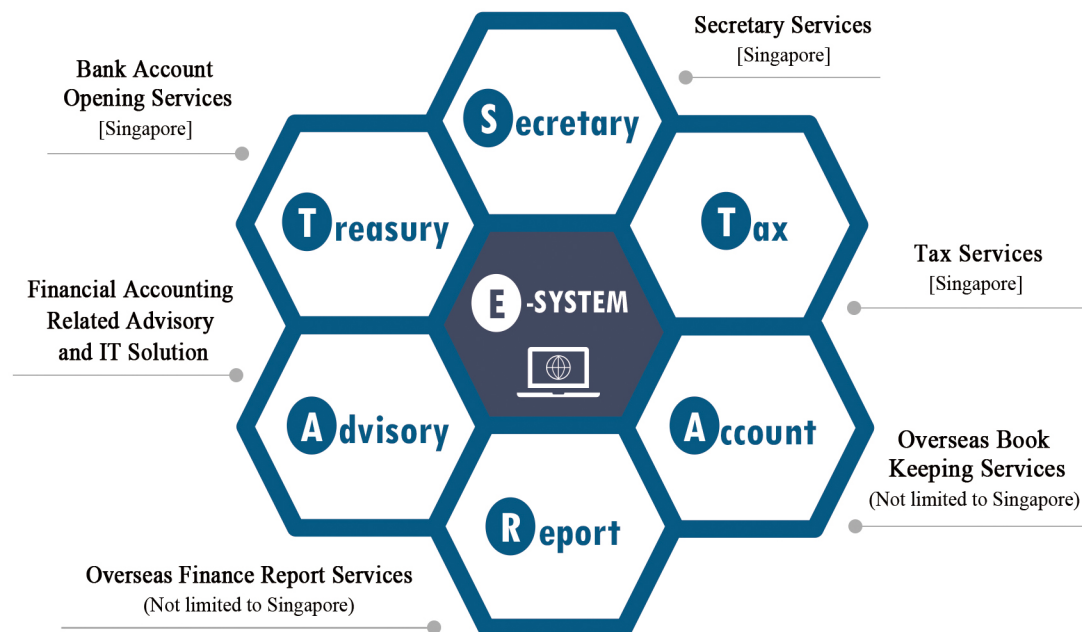 Secretary Services
[Singapore]
Bank Account
Opening Services
[Singapore]
Secretary
Treasury
Tax
Tax Services
[Singapore]
E-SYSTEM
Financial Accounting
Related Advisory
and IT Solution
Advisory
Account
Overseas Book
Keeping Services
(Not limited to Singapore)
Report
Overseas Finance Report Services
(Not limited to Singapore)